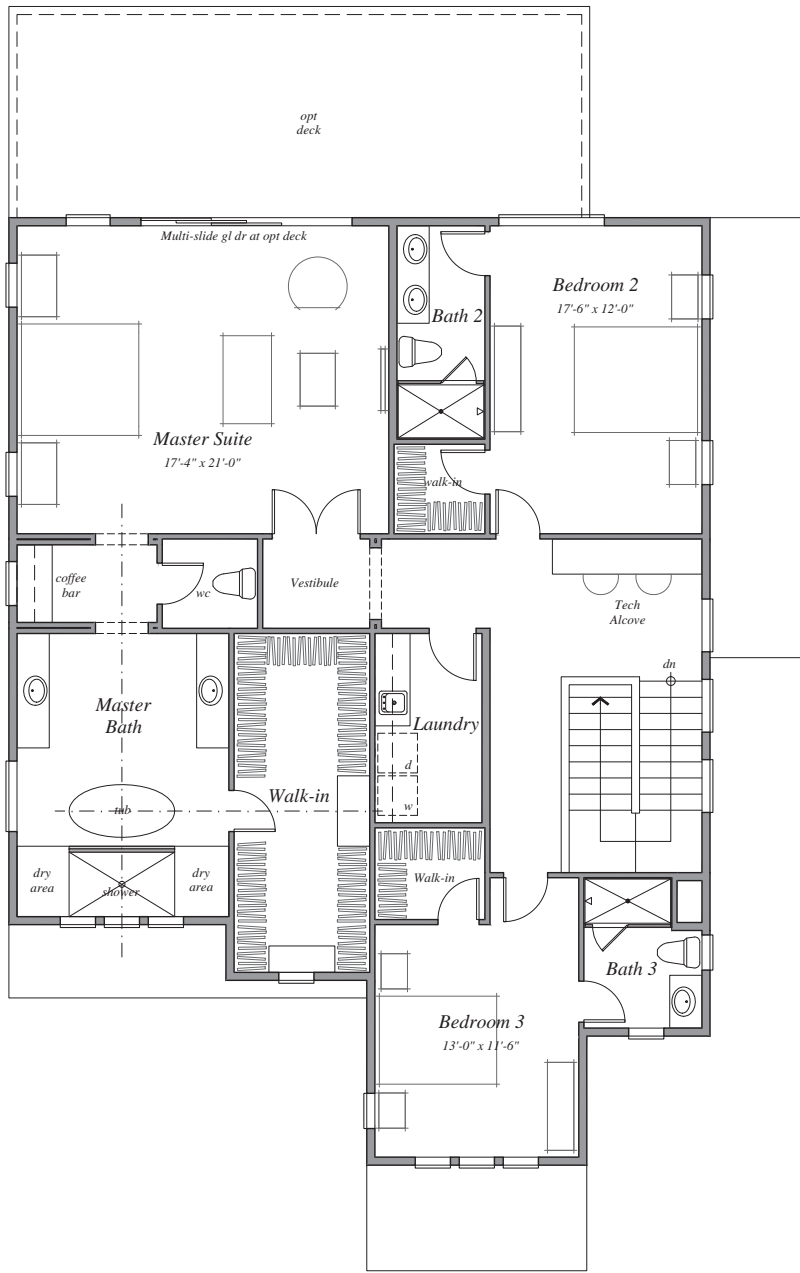 opt
deck
Multi-slide gl dr at opt deck
Bedroom 2
17'-6" x 12'-0"
Bath 2
Master Suite
17'-4" x 21'-0"
walk-in
coffee
bar
wc
Vestibule
Tech
Alcove
dn
Master
Bath
Laundry
d
w
Walk-in
tub
dry
area
shower
dry
area
Walk-in
Bath 3
Bedroom 3
13'-0" x 11'-6"